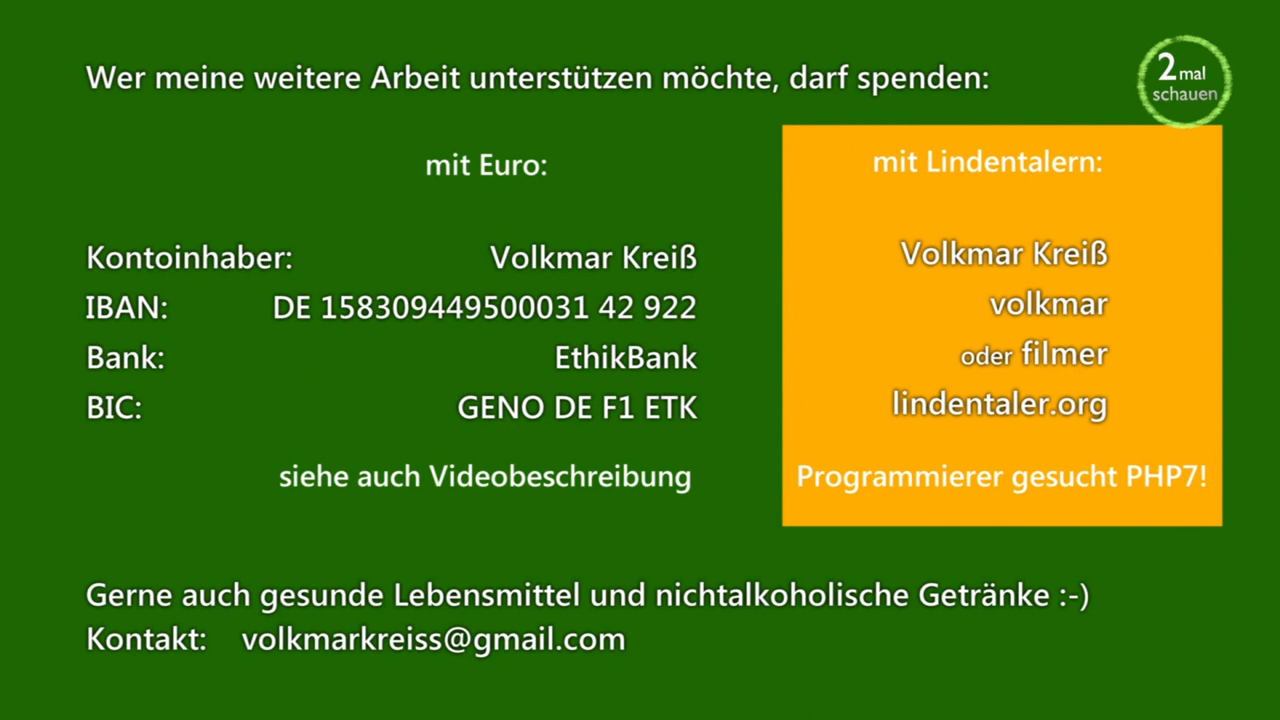 Wer meine weitere Arbeit unterstützen möchte, darf spenden:
2mal
schauen
mit Euro:
Kontoinhaber: Volkmar Kreiß
IBAN: DE 158309449500031 42 922
Bank: EthikBank
BIC: GENO DE F1 ETK
siehe auch Videobeschreibung
mit Lindentalern:
Volkmar Kreiß
volkmar
oder filmer
lindentaler.org
Programmierer gesucht PHP7!
Gerne auch gesunde Lebensmittel und nichtalkoholische Getränke :-)
Kontakt: volkmarkreiss@gmail.com